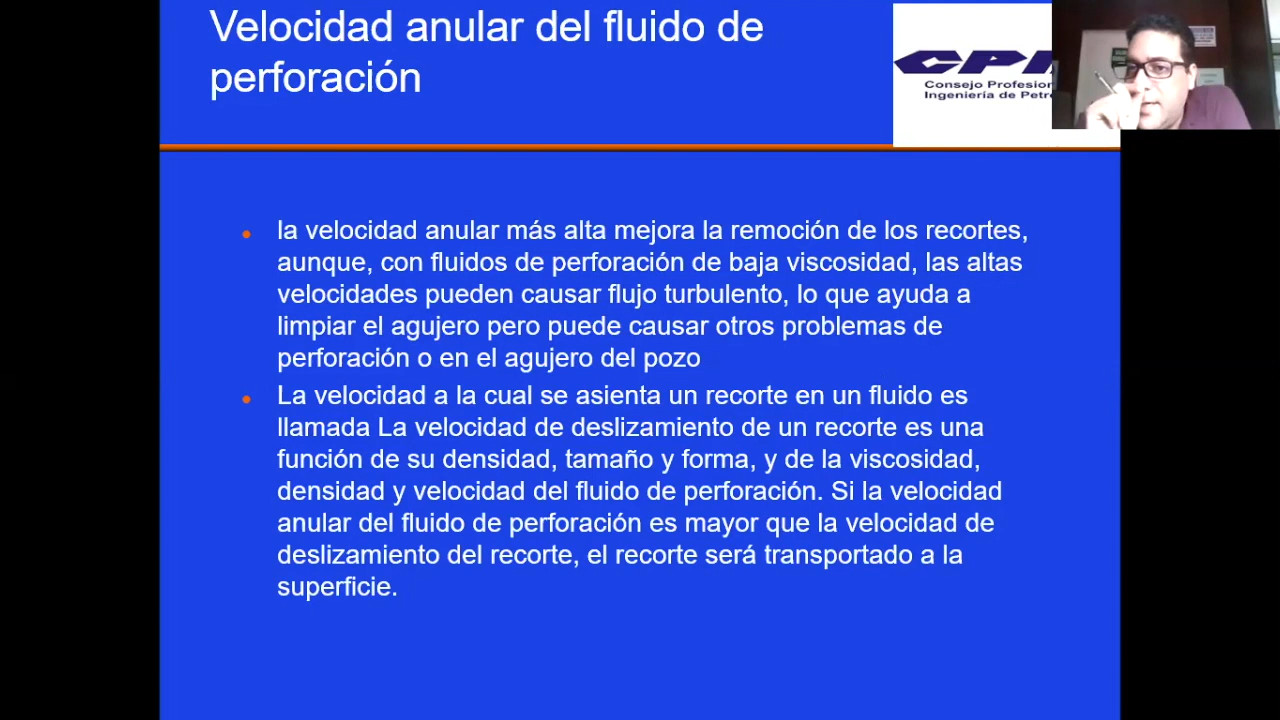 Velocidad anular del fluido de
perforación
Consejo
Ingeniería de
la velocidad anular más alta mejora la remoción de los recortes,
aunque, con fluidos de perforación de baja viscosidad, las altas
velocidades pueden causar flujo turbulento, lo que ayuda a
limpiar el agujero pero puede causar otros problemas de
perforación o en el agujero del pozo
La velocidad a la cual se asienta un recorte en un fluido es
llamada La velocidad de deslizamiento de un recorte es una
función de su densidad, tamaño y forma, y de la viscosidad,
densidad y velocidad del fluido de perforación. Si la velocidad
anular del fluido de perforación es mayor que la velocidad de
deslizamiento del recorte, el recorte será transportado a la
superficie.